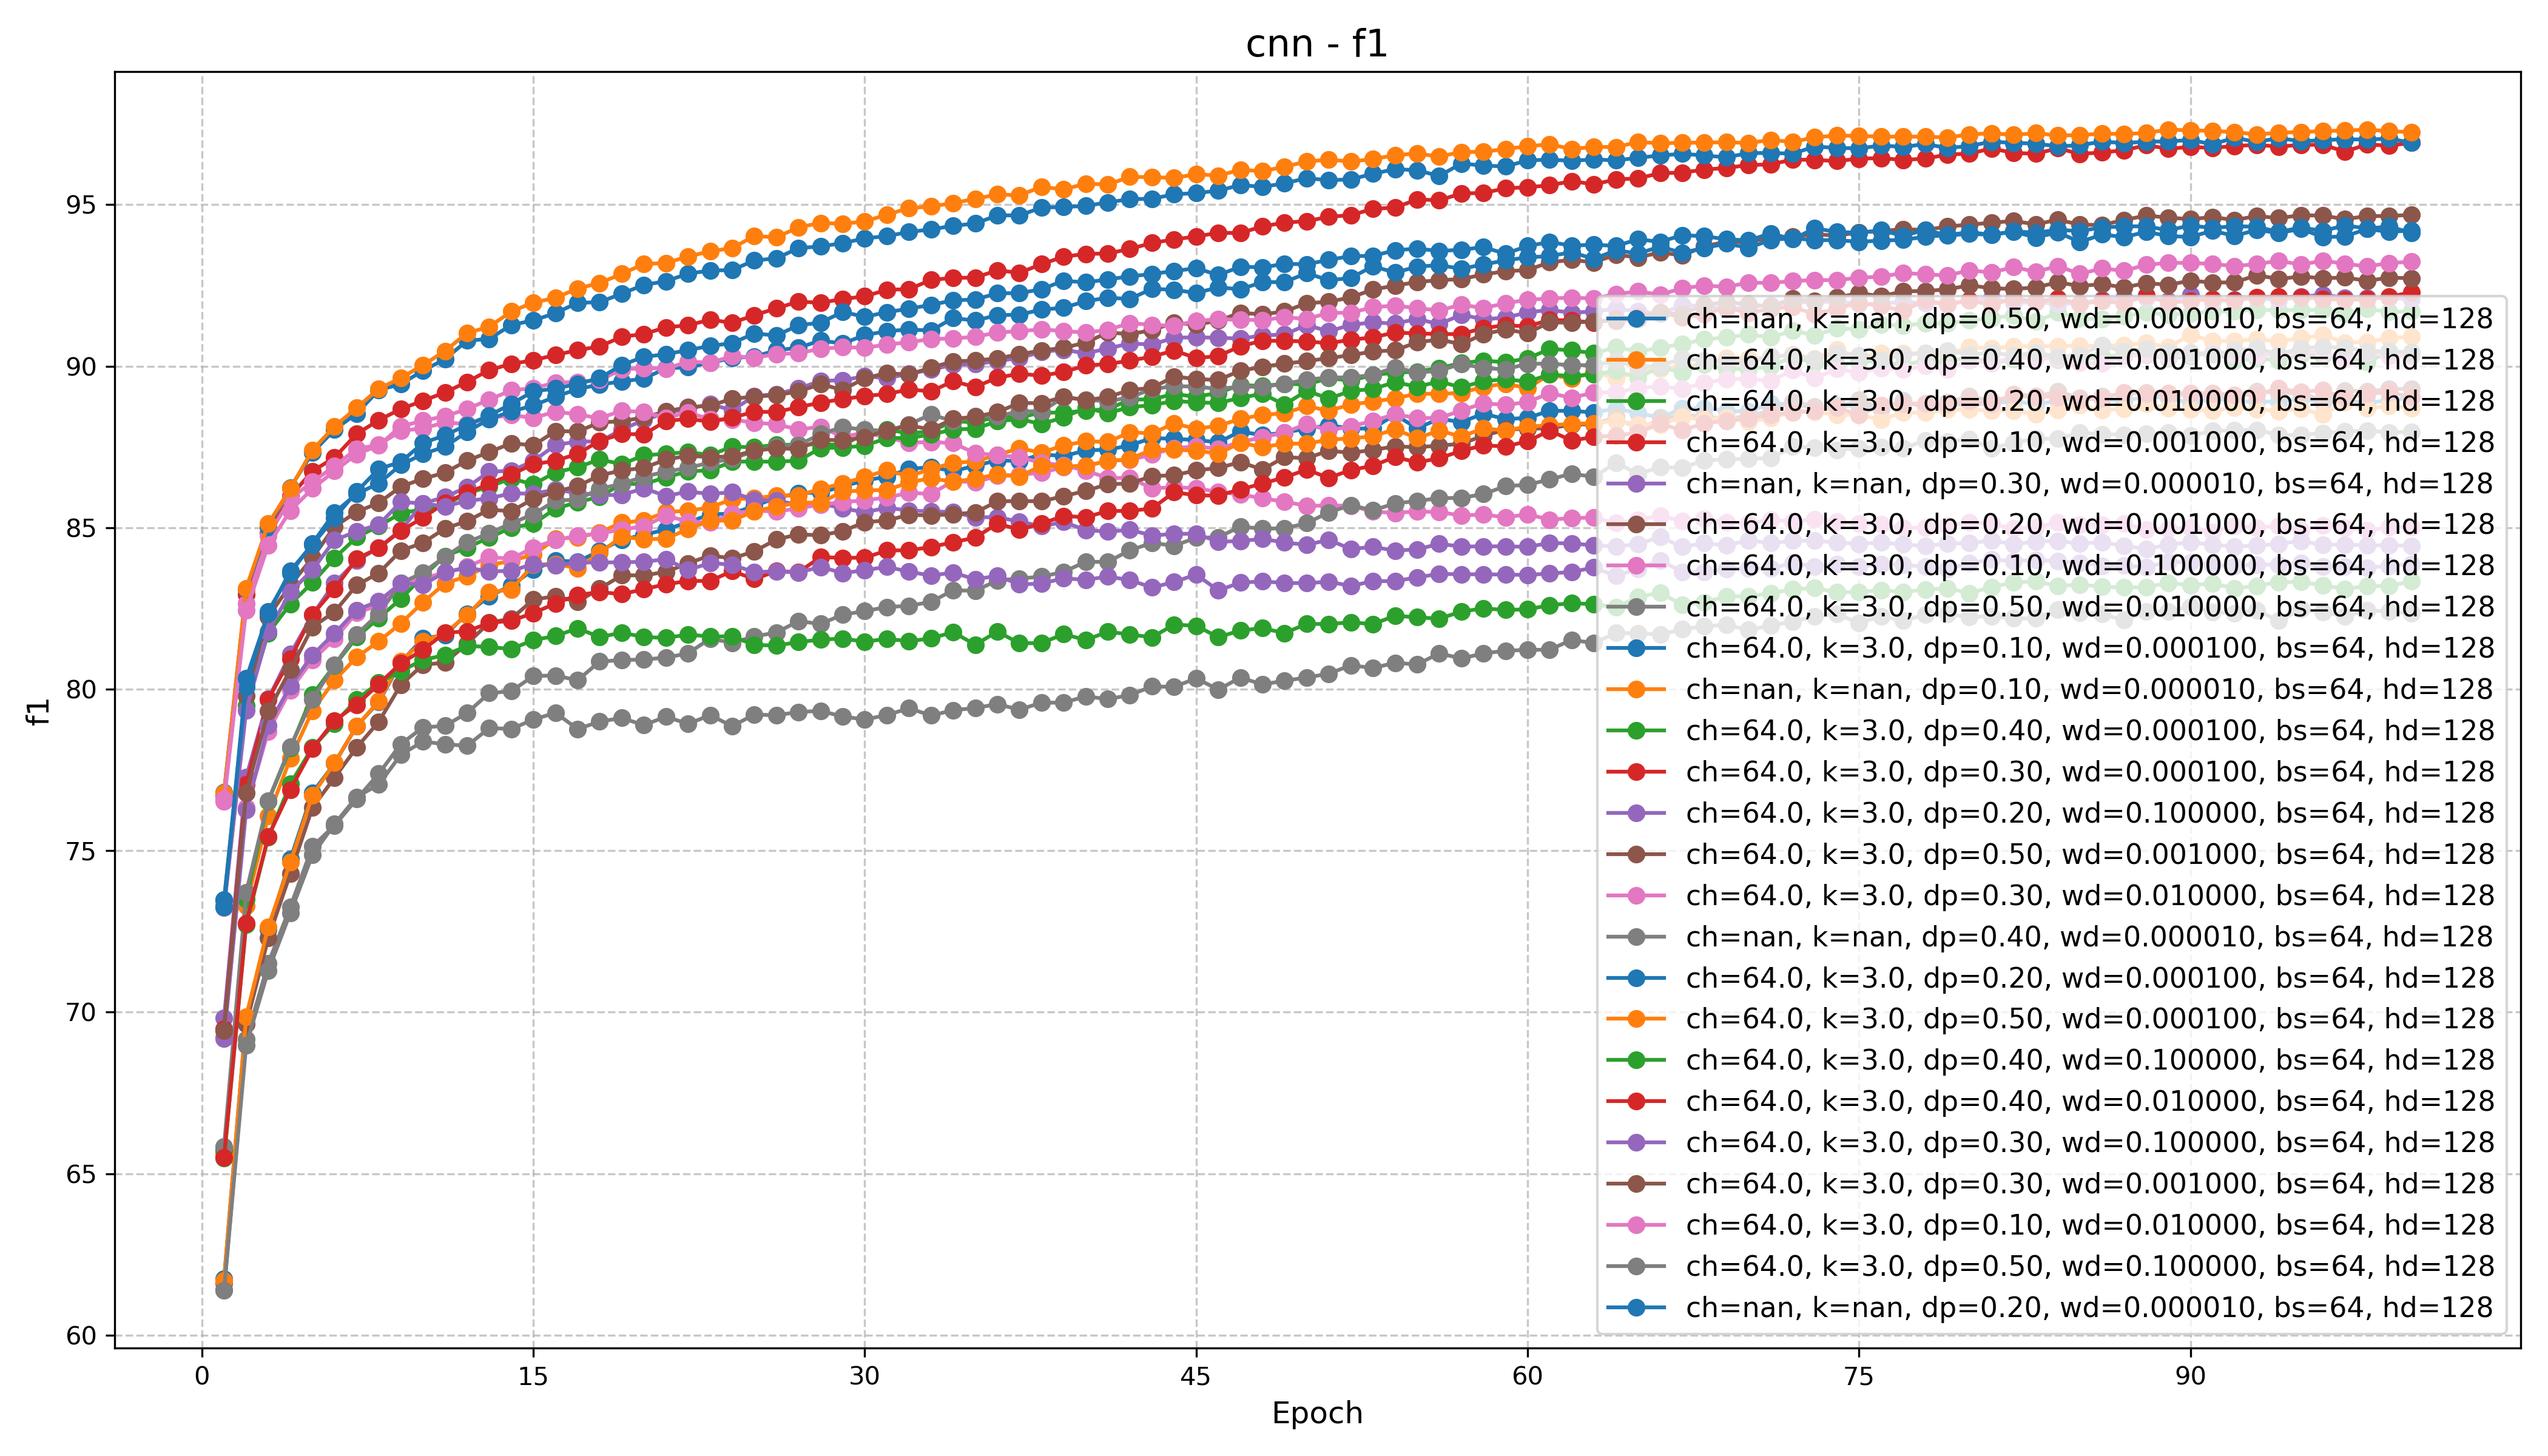 cnn - f1
95
90
85
80
75
70
65
60
f1
0 15 30 45 60 75 90
Epoch
ch=nan, k=nan, dp=0.50, wd=0.000010, bs=64, hd=128
ch=64.0, k=3.0, dp=0.40, wd=0.001000, bs=64, hd=128
ch=64.0, k=3.0, dp=0.20, wd=0.010000, bs=64, hd=128
ch=64.0, k=3.0, dp=0.10, wd=0.001000, bs=64, hd=128
ch=nan, k=nan, dp=0.30, wd=0.000010, bs=64, hd=128
ch=64.0, k=3.0, dp=0.20, wd=0.001000, bs=64, hd=128
ch=64.0, k=3.0, dp=0.10, wd=0.100000, bs=64, hd=128
ch=64.0, k=3.0, dp=0.50, wd=0.010000, bs=64, hd=128
ch=64.0, k=3.0, dp=0.10, wd=0.000100, bs=64, hd=128
ch=nan, k=nan, dp=0.10, wd=0.000010, bs=64, hd=128
ch=64.0, k=3.0, dp=0.40, wd=0.000100, bs=64, hd=128
ch=64.0, k=3.0, dp=0.30, wd=0.000100, bs=64, hd=128
ch=64.0, k=3.0, dp=0.20, wd=0.100000, bs=64, hd=128
ch=64.0, k=3.0, dp=0.50, wd=0.001000, bs=64, hd=128
ch=64.0, k=3.0, dp=0.30, wd=0.010000, bs=64, hd=128
ch=nan, k=nan, dp=0.40, wd=0.000010, bs=64, hd=128
ch=64.0, k=3.0, dp=0.20, wd=0.000100, bs=64, hd=128
ch=64.0, k=3.0, dp=0.50, wd=0.000100, bs=64, hd=128
ch=64.0, k=3.0, dp=0.40, wd=0.100000, bs=64, hd=128
ch=64.0, k=3.0, dp=0.40, wd=0.010000, bs=64, hd=128
ch=64.0, k=3.0, dp=0.30, wd=0.100000, bs=64, hd=128
ch=64.0, k=3.0, dp=0.30, wd=0.001000, bs=64, hd=128
ch=64.0, k=3.0, dp=0.10, wd=0.010000, bs=64, hd=128
ch=64.0, k=3.0, dp=0.50, wd=0.100000, bs=64, hd=128
ch=nan, k=nan, dp=0.20, wd=0.000010, bs=64, hd=128